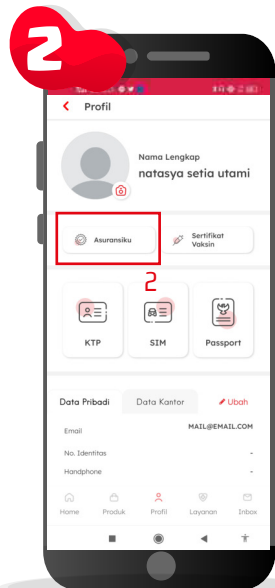 2
Profil
Nama Lengkap
natasya setia utami
Asuransiku
Sertifikat
Vaksin
2
KTP
SIM
Passport
Data Pribadi
Data Kantor
Ubah
Email
MAIL@EMAIL.COM
No. Identitas
-
Handphone
-
Home
Produk
Profil
Layanan
Inbox